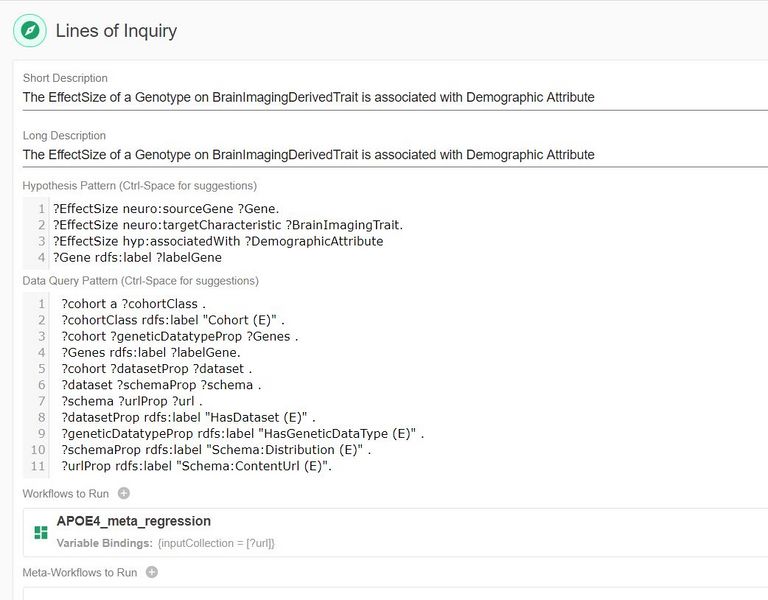 Lines of Inquiry
Short Description
The EffectSize of a Genotype on BrainImagingDerivedTrait is associated with Demographic Attribute
Long Description
The EffectSize of a Genotype on BrainImagingDerivedTrait is associated with Demographic Attribute
Hypothesis Pattern (Ctrl-Space for suggestions)
1 ?EffectSize neuro:sourceGene ?Gene.
2 ?EffectSize neuro:targetCharacteristic ?BrainImagingTrait.
3 ?EffectSize hyp:associatedWith ?DemographicAttribute
4 ?Gene rdfs:label ?labelGene
Data Query Pattern (Ctrl-Space for suggestions)
1 ?cohort a ?cohortClass .
2 ?cohortClass rdfs:label "Cohort (E)" .
3 ?cohort ?geneticDatatypeProp ?Genes .
4 ?Genes rdfs:label ?labelGene.
5 ?cohort ?datasetProp ?dataset .
6 ?dataset ?schemaProp ?schema .
7 ?schema ?urlProp ?url .
8 ?datasetProp rdfs:label "HasDataset (E)" .
9 ?geneticDatatypeProp rdfs:label "HasGeneticDataType (E)" .
10 ?schemaProp rdfs:label "Schema:Distribution (E)" .
11 ?urlProp rdfs:label "Schema:ContentUrl (E)".
Workflows to Run
APOE4_meta_regression
Variable Bindings: {inputCollection = [?url]}
Meta-Workflows to Run